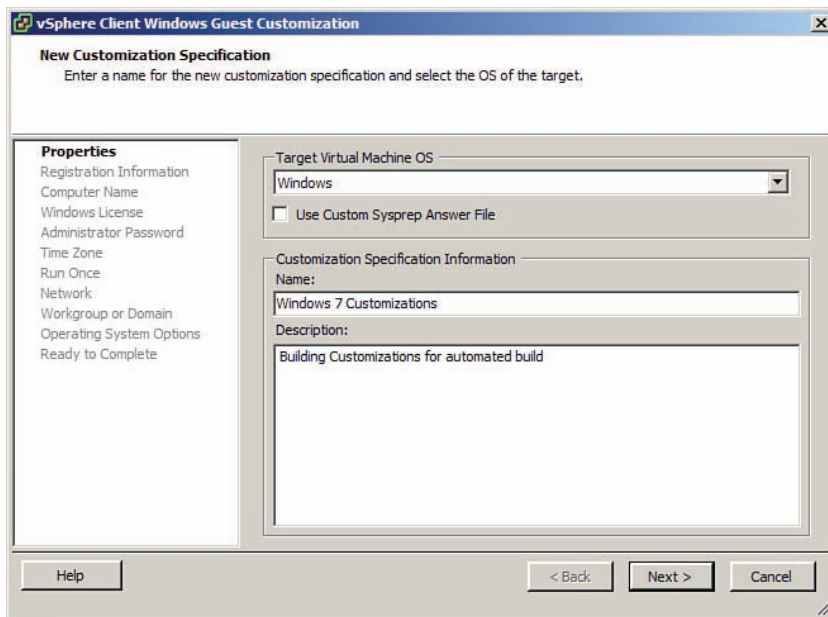 vSphere Client Windows Guest Customization
New Customization Specification
Enter a name for the new customization specification and select the OS of the target.
Properties
Registration Information
Computer Name
Windows License
Administrator Password
Time Zone
Run Once
Network
Workgroup or Domain
Operating System Options
Ready to Complete
Target Virtual Machine OS
Windows
Use Custom Sysprep Answer File
Customization Specification Information
Name:
Windows 7 Customizations
Description:
Building Customizations for automated build
Help
< Back
Next >
Cancel